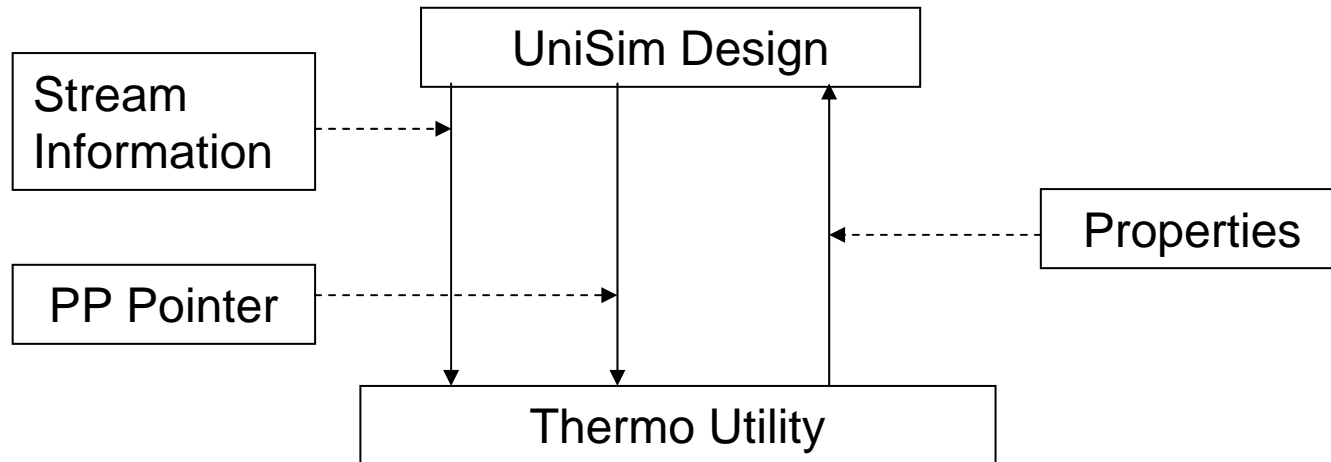 UniSim Design
Stream
Information
Properties
PP Pointer
Thermo Utility